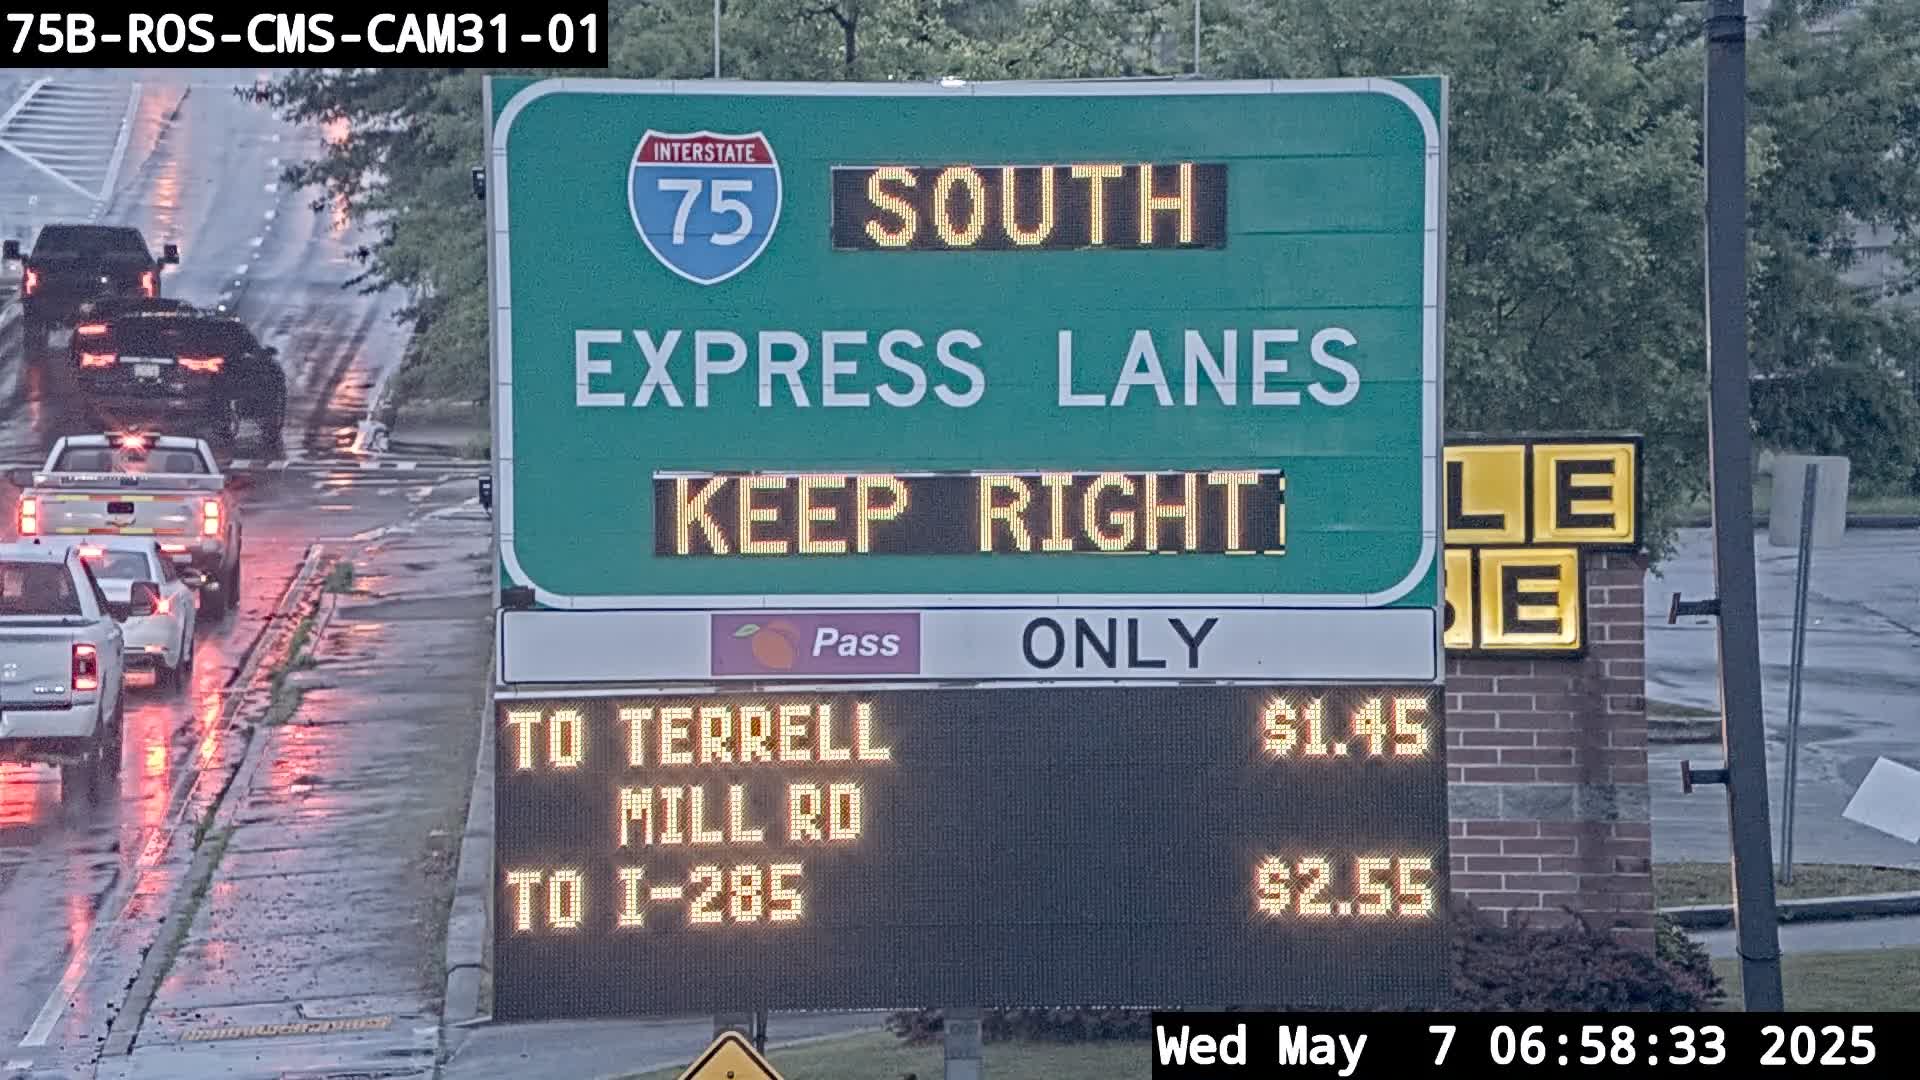 75B-ROS-CMS-CAM31-01
INTERSTATE
75
SOUTH
EXPRESS LANES
KEEP RIGHT
Pass ONLY
TO TERRELL $1.45
MILL RD
TO I-285 $2.55
LE
E
Wed May 7 06:58:33 2025